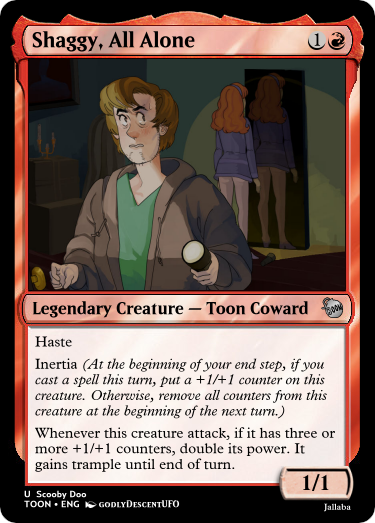 Shaggy, All Alone
1
Legendary Creature — Toon Coward
Haste
Inertia (At the beginning of your end step, if you
cast a spell this turn, put a +1/+1 counter on this
creature. Otherwise, remove all counters from this
creature at the beginning of the next turn.)
Whenever this creature attack, if it has three or
more +1/+1 counters, double its power. It
gains trample until end of turn.
1/1
U Scooby Doo
TOON • ENG GODLYDESCENTUFO
Jallaba